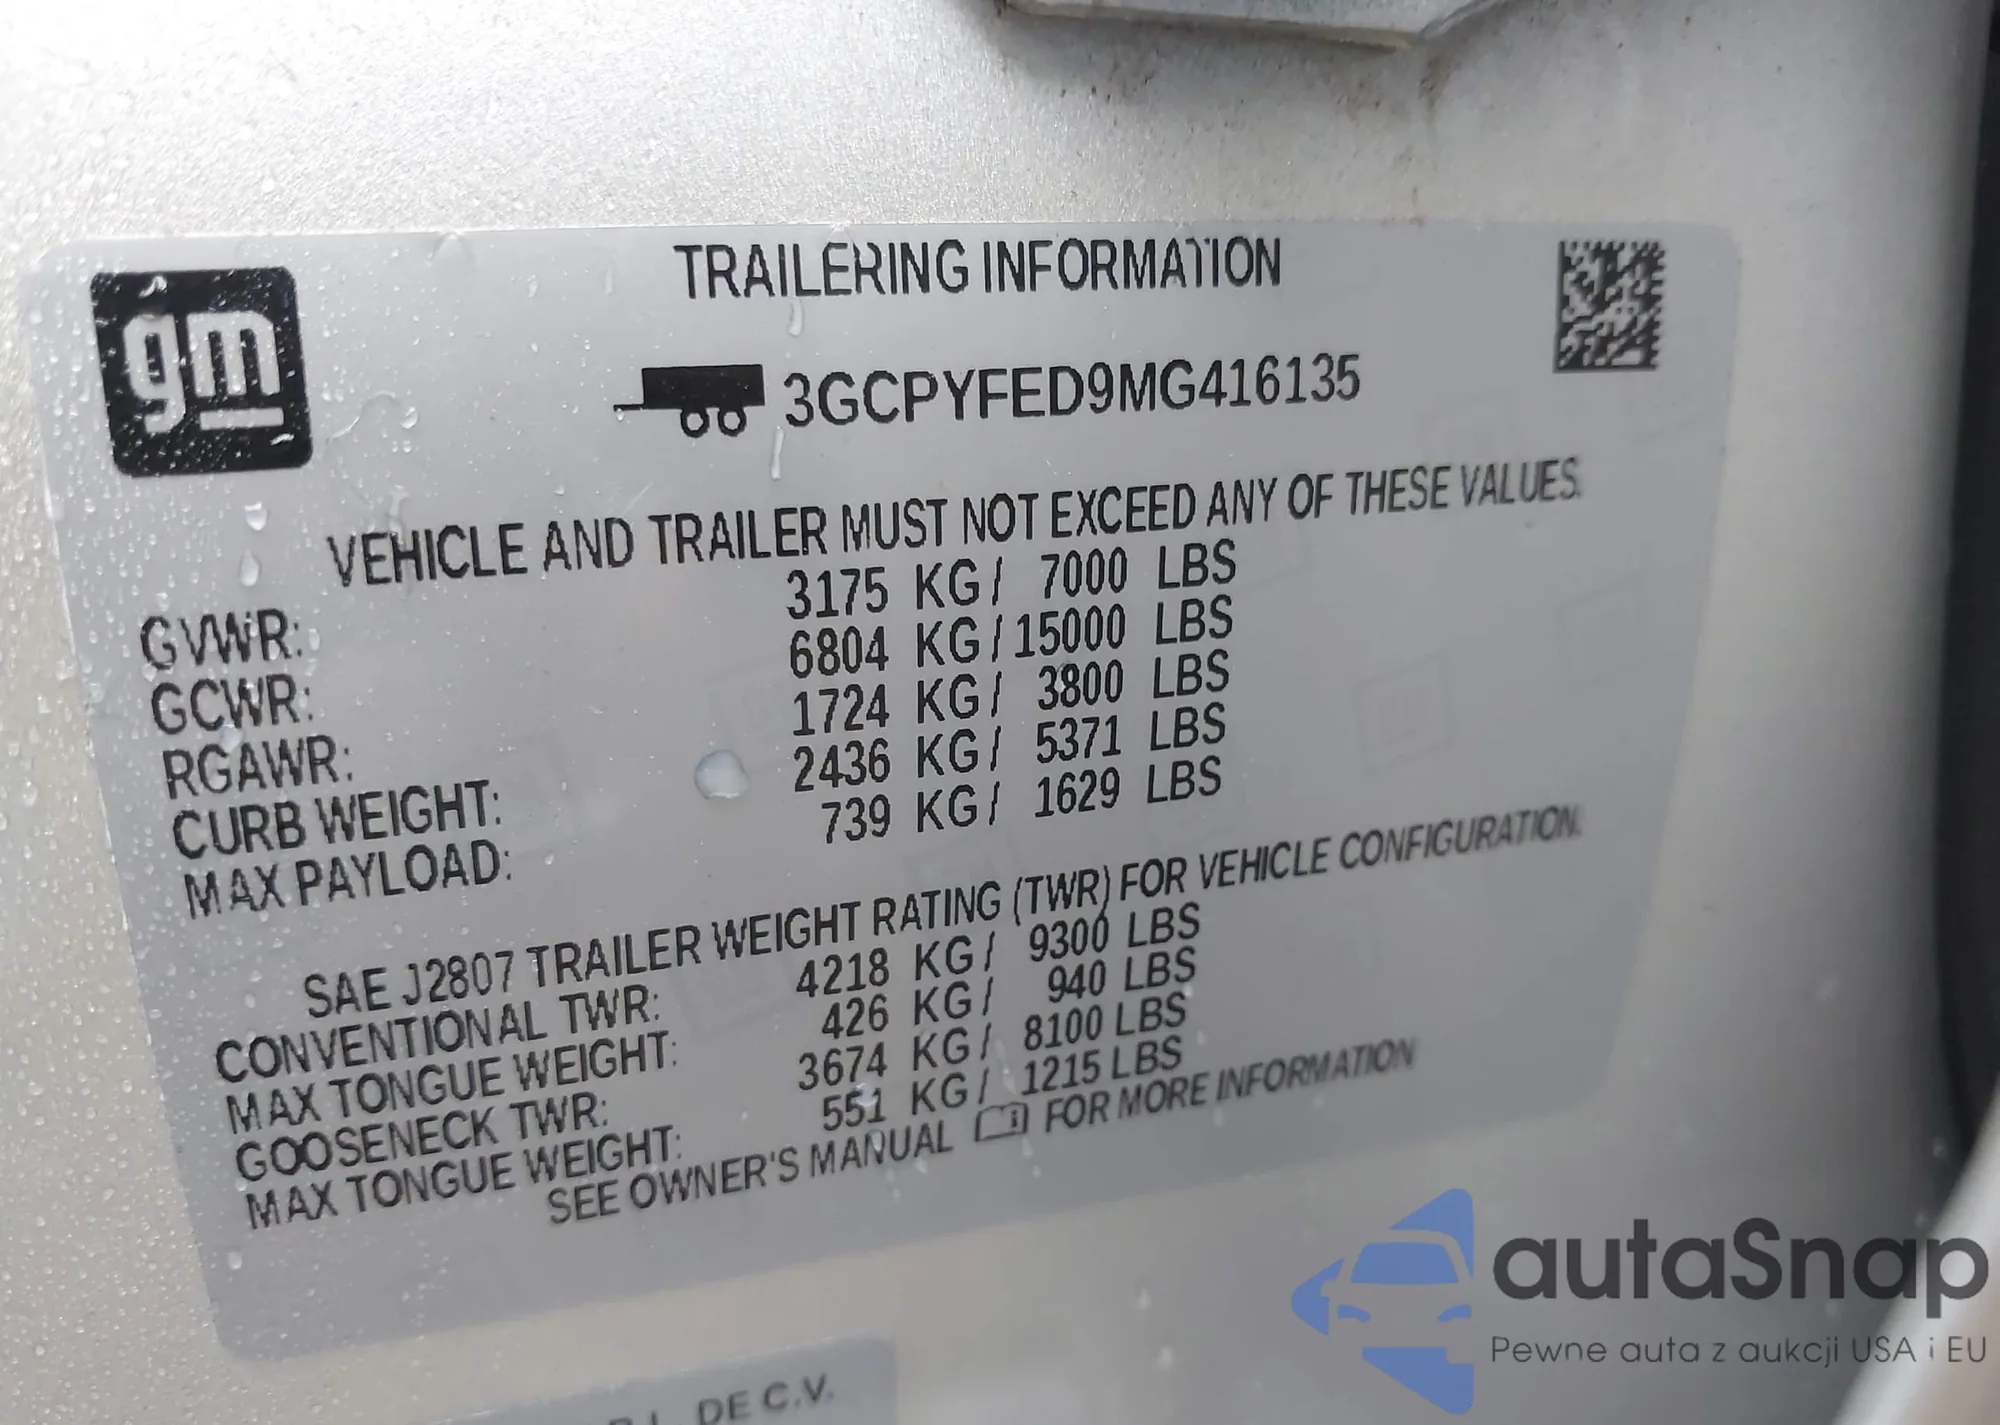 gm
TRAILERING INFORMATION
3GCPYFED9MG416135
VEHICLE AND TRAILER MUST NOT EXCEED ANY OF THESE VALUES.
GVWR: 3175 KG/ 7000 LBS
GCWR: 6804 KG/15000 LBS
RGAWR: 1724 KG/ 3800 LBS
CURB WEIGHT: 2436 KG/ 5371 LBS
MAX PAYLOAD: 739 KG/ 1629 LBS
SAE J2807 TRAILER WEIGHT RATING (TWR) FOR VEHICLE CONFIGURATION.
CONVENTIONAL TWR: 4218 KG/ 9300 LBS
MAX TONGUE WEIGHT: 426 KG/ 940 LBS
GOOSENECK TWR: 3674 KG/ 8100 LBS
MAX TONGUE WEIGHT: 551 KG/ 1215 LBS
SEE OWNER'S MANUAL FOR MORE INFORMATION
autaSnap
Pewne auta z aukcji USA i EU
DE C.V.